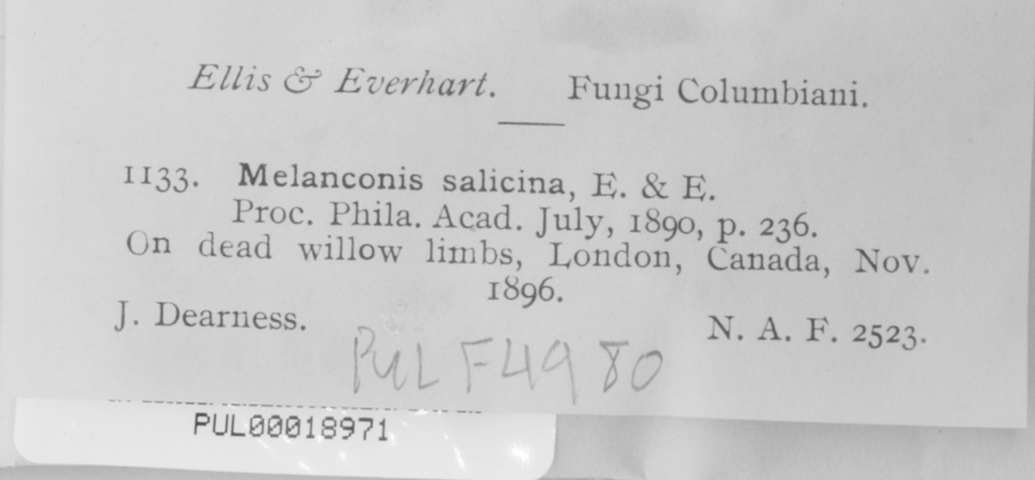 Ellis & Everhart. Fungi Columbiani.
1133. Melanconis salicina, E. & E.
Proc. Phila. Acad. July, 1890, p. 236.
On dead willow limbs, London, Canada, Nov.
1896.
J. Dearness. N. A. F. 2523.
PUL F4980
PUL00018971